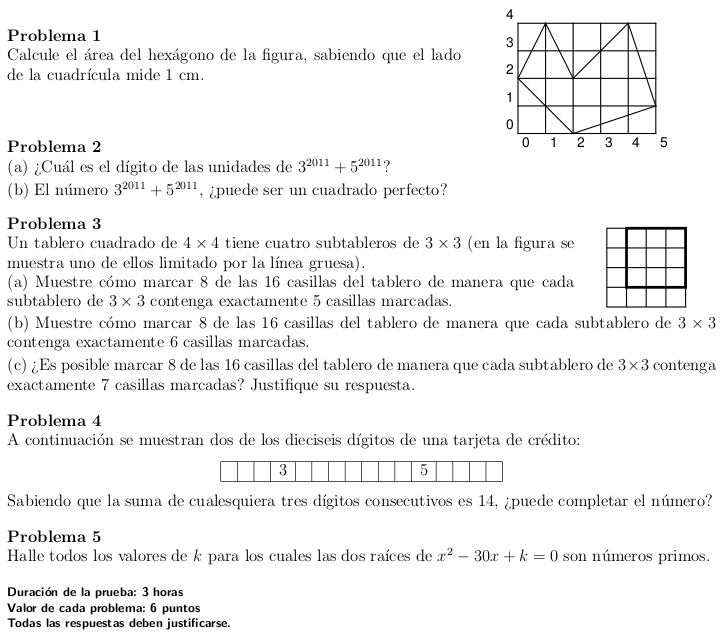 Problema 1
Calcule el área del hexágono de la figura, sabiendo que el lado
de la cuadrícula mide 1 cm.
4
3
2
1
0
0 1 2 3 4 5
Problema 2
(a) ¿Cuál es el dígito de las unidades de 3^2011 + 5^2011?
(b) El número 3^2011 + 5^2011, ¿puede ser un cuadrado perfecto?
Problema 3
Un tablero cuadrado de 4 × 4 tiene cuatro subtableros de 3 × 3 (en la figura se
muestra uno de ellos limitado por la línea gruesa).
(a) Muestre cómo marcar 8 de las 16 casillas del tablero de manera que cada
subtablero de 3 × 3 contenga exactamente 5 casillas marcadas.
(b) Muestre cómo marcar 8 de las 16 casillas del tablero de manera que cada subtablero de 3 × 3
contenga exactamente 6 casillas marcadas.
(c) ¿Es posible marcar 8 de las 16 casillas del tablero de manera que cada subtablero de 3×3 contenga
exactamente 7 casillas marcadas? Justifique su respuesta.
Problema 4
A continuación se muestran dos de los dieciseis dígitos de una tarjeta de crédito:
3 5
Sabiendo que la suma de cualesquiera tres dígitos consecutivos es 14, ¿puede completar el número?
Problema 5
Halle todos los valores de k para los cuales las dos raíces de x² − 30x + k = 0 son números primos.
Duración de la prueba: 3 horas
Valor de cada problema: 6 puntos
Todas las respuestas deben justificarse.